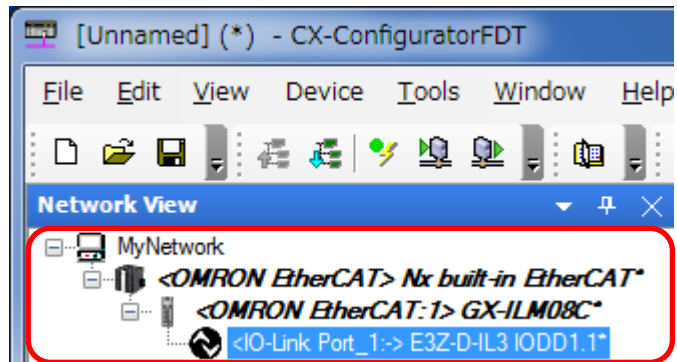 [Unnamed] (*) - CX-ConfiguratorFDT
File Edit View Device Tools Window Help
Network View
MyNetwork
<OMRON EtherCAT> Nx built-in EtherCAT*
<OMRON EtherCAT:1> GX-ILM08C*
<IO-Link Port_1:-> E3Z-D-IL3 IODD1.1*